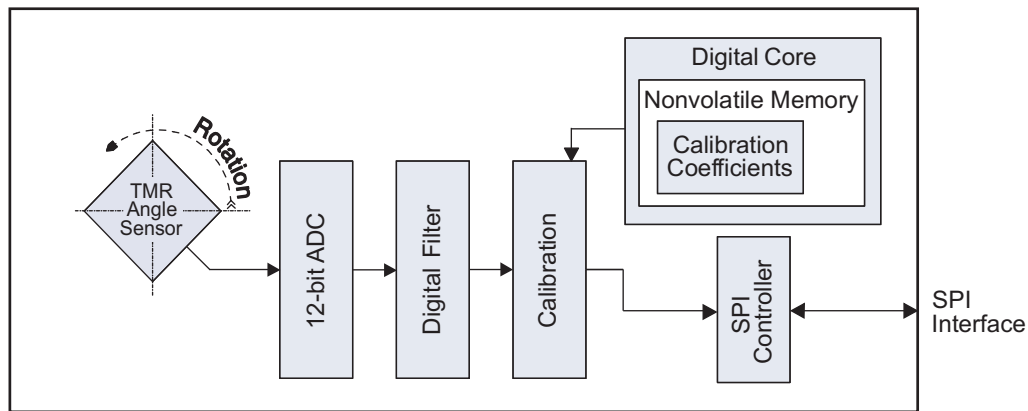 Digital Core
Nonvolatile Memory
Calibration
Coefficients
Rotation
TMR
Angle
Sensor
12-bit ADC
Digital Filter
Calibration
SPI
Controller
SPI
Interface